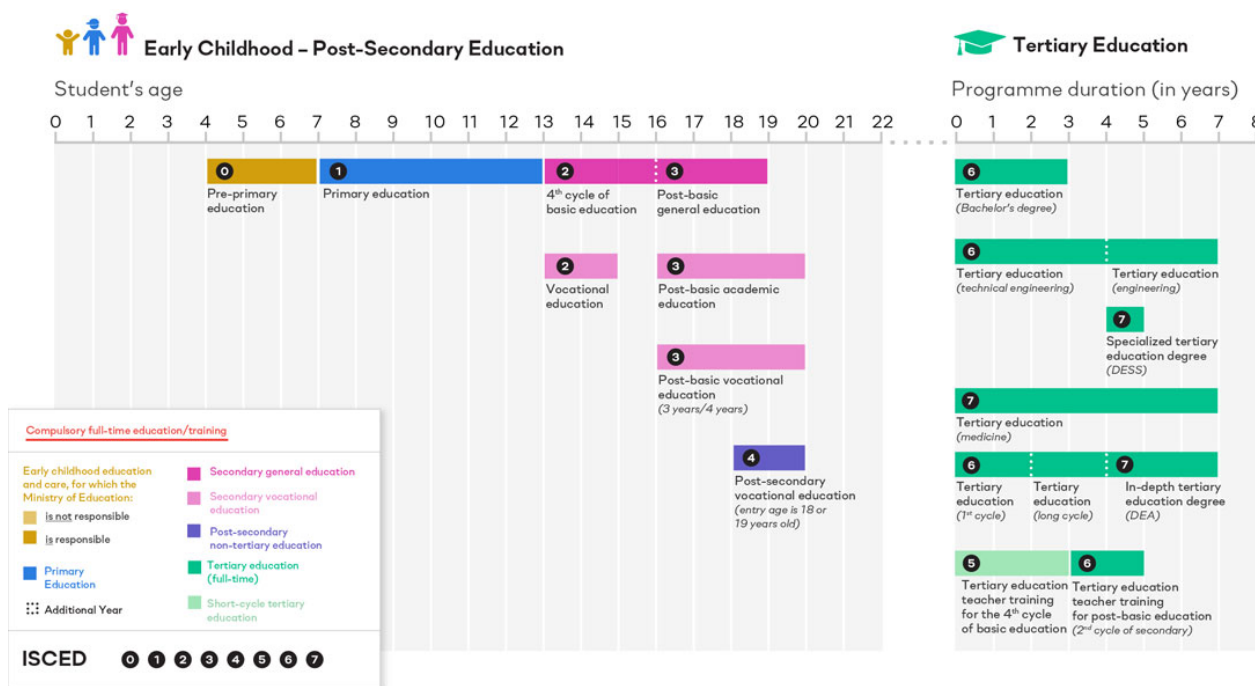 Early Childhood – Post-Secondary Education
Tertiary Education
Student's age
Programme duration (in years)
0 1 2 3 4 5 6 7 8 9 10 11 12 13 14 15 16 18 19 20 21 22
0 1 3 4 5 6 7 8
0
Pre-primary
education
1
Primary education
2
4th cycle of
basic education
3
Post-basic
general education
2
Vocational
education
3
Post-basic academic
education
3
Post-basic vocational
education
(3 years/4 years)
4
Post-secondary
vocational education
(entry age is 18 or
19 years old)
6
Tertiary education
(Bachelor's degree)
6
Tertiary education
(technical engineering)
Tertiary education
(engineering)
7
Specialized tertiary
education degree
(DESS)
7
Tertiary education
(medicine)
6
Tertiary
education
(1st cycle)
Tertiary
education
(long cycle)
7
In-depth tertiary
education degree
(DEA)
5
Tertiary education
teacher training
for the 4th cycle
of basic education
6
Tertiary education
teacher training
for post-basic education
(2nd cycle of secondary)
Compulsory full-time education/training
Early childhood education
and care, for which the
Ministry of Education:
is not responsible
is responsible
Primary
Education
Additional Year
Secondary general education
Secondary vocational
education
Post-secondary
non-tertiary education
Tertiary education
(full-time)
Short-cycle tertiary
education
ISCED 0 1 2 3 4 5 6 7